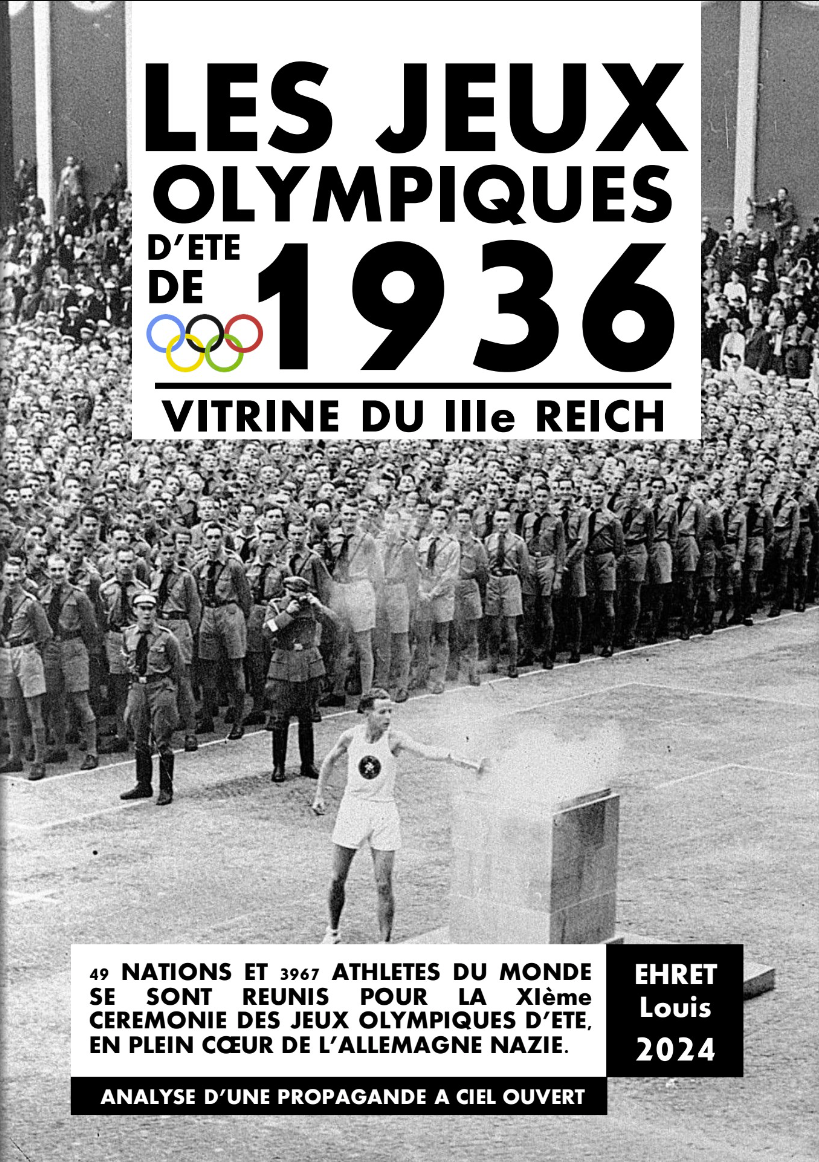 LES JEUX
OLYMPIQUES
D'ETE
DE
1936
VITRINE DU IIIe REICH
49 NATIONS ET 3967 ATHLETES DU MONDE
SE SONT REUNIS POUR LA XIème
CEREMONIE DES JEUX OLYMPIQUES D'ETE,
EN PLEIN CŒUR DE L'ALLEMAGNE NAZIE.
EHRET
Louis
2024
ANALYSE D'UNE PROPAGANDE A CIEL OUVERT